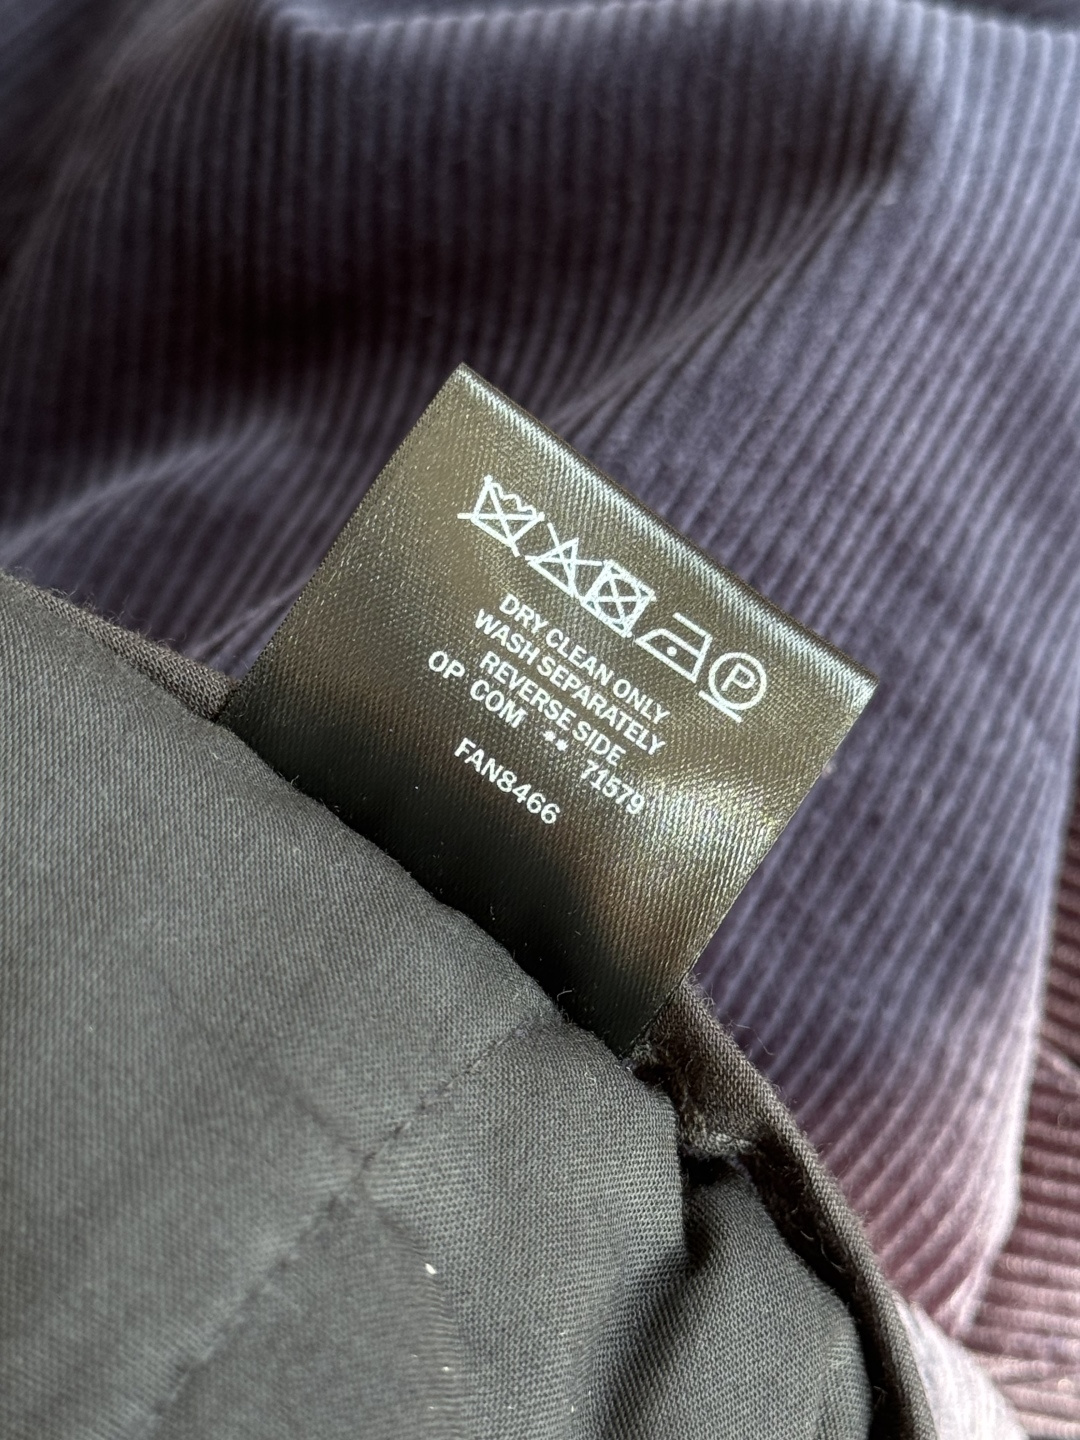 P
DRY CLEAN ONLY
WASH SEPARATELY
REVERSE SIDE
OP COM ** 71579
FAN8466